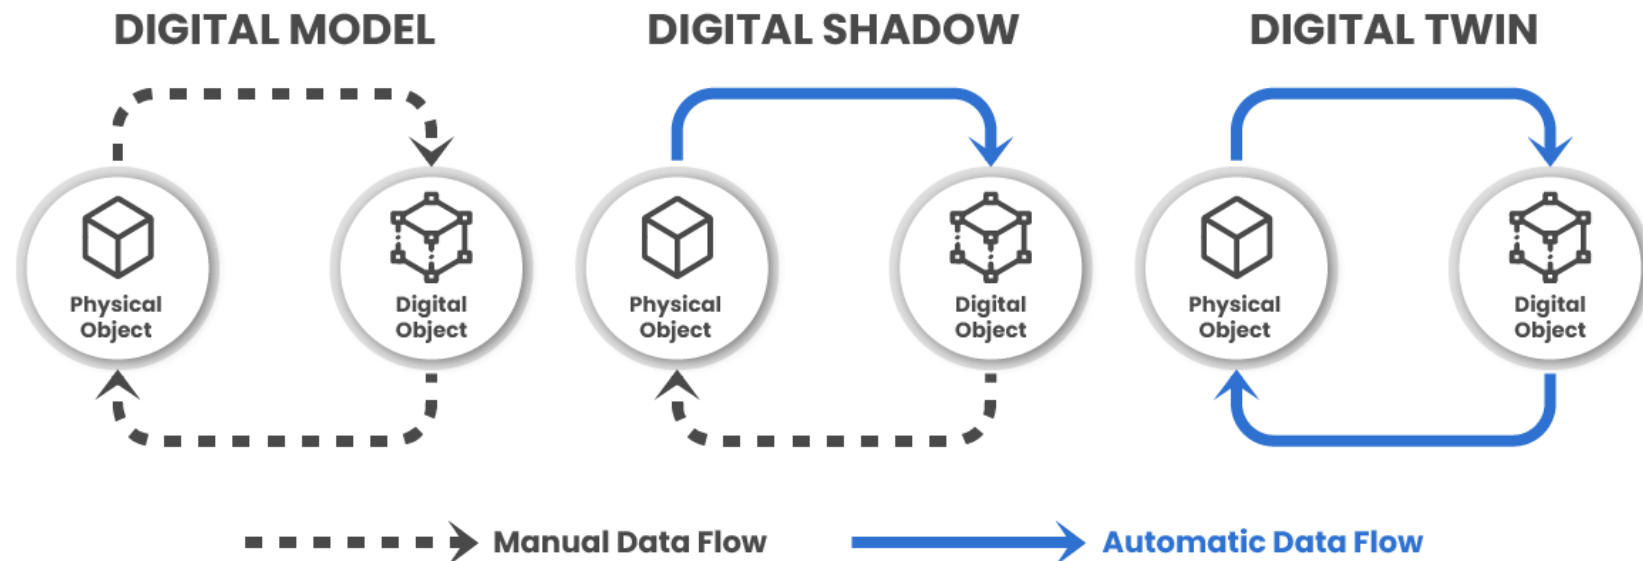 DIGITAL MODEL
DIGITAL SHADOW
DIGITAL TWIN
Physical
Object
Digital
Object
Physical
Object
Digital
Object
Physical
Object
Digital
Object
Manual Data Flow
Automatic Data Flow